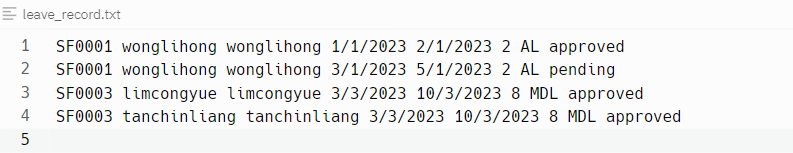 leave_record.txt
1 SF0001 wonglihong wonglihong 1/1/2023 2/1/2023 2 AL approved
2 SF0001 wonglihong wonglihong 3/1/2023 5/1/2023 2 AL pending
3 SF0003 limcongyue limcongyue 3/3/2023 10/3/2023 8 MDL approved
4 SF0003 tanchinliang tanchinliang 3/3/2023 10/3/2023 8 MDL approved
5